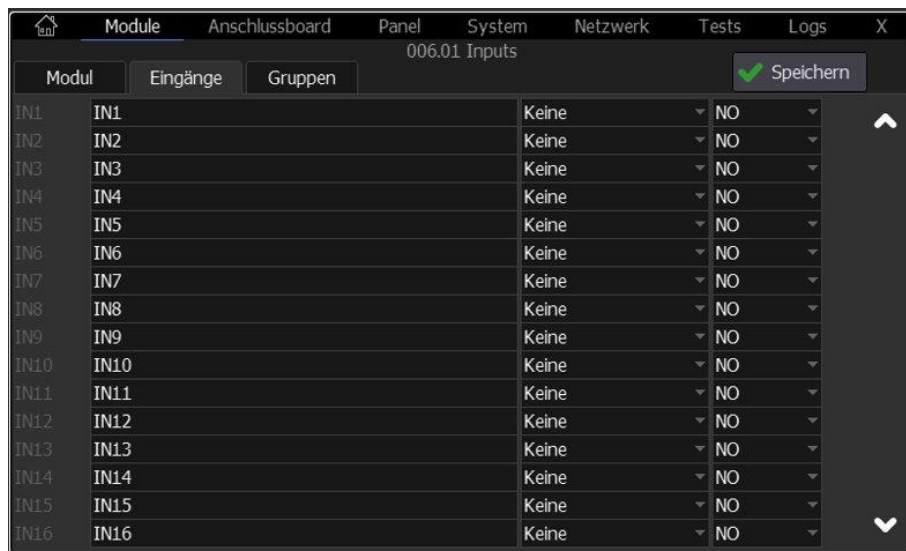 Module Anschlussboard Panel System Netzwerk Tests Logs X
006.01 Inputs
Modul Eingänge Gruppen Speichern
IN1 IN1 Keine NO
IN2 IN2 Keine NO
IN3 IN3 Keine NO
IN4 IN4 Keine NO
IN5 IN5 Keine NO
IN6 IN6 Keine NO
IN7 IN7 Keine NO
IN8 IN8 Keine NO
IN9 IN9 Keine NO
IN10 IN10 Keine NO
IN11 IN11 Keine NO
IN12 IN12 Keine NO
IN13 IN13 Keine NO
IN14 IN14 Keine NO
IN15 IN15 Keine NO
IN16 IN16 Keine NO